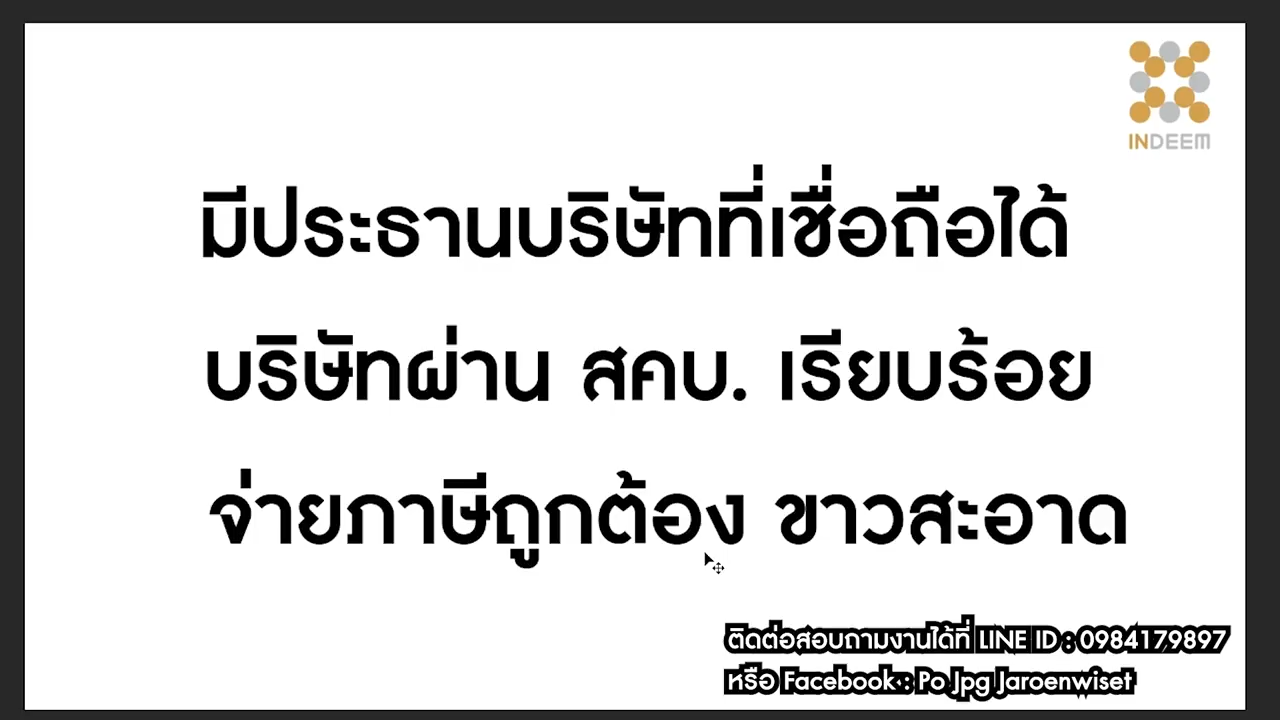 INDEEM
มีประธานบริษัทที่เชื่อถือได้
บริษัทผ่าน สคบ. เรียบร้อย
จ่ายภาษีถูกต้อง ขาวสะอาด
ติดต่อสอบถามงานได้ที่ LINE ID : 0984179897
หรือ Facebook : Po Jpg Jaroenwiset